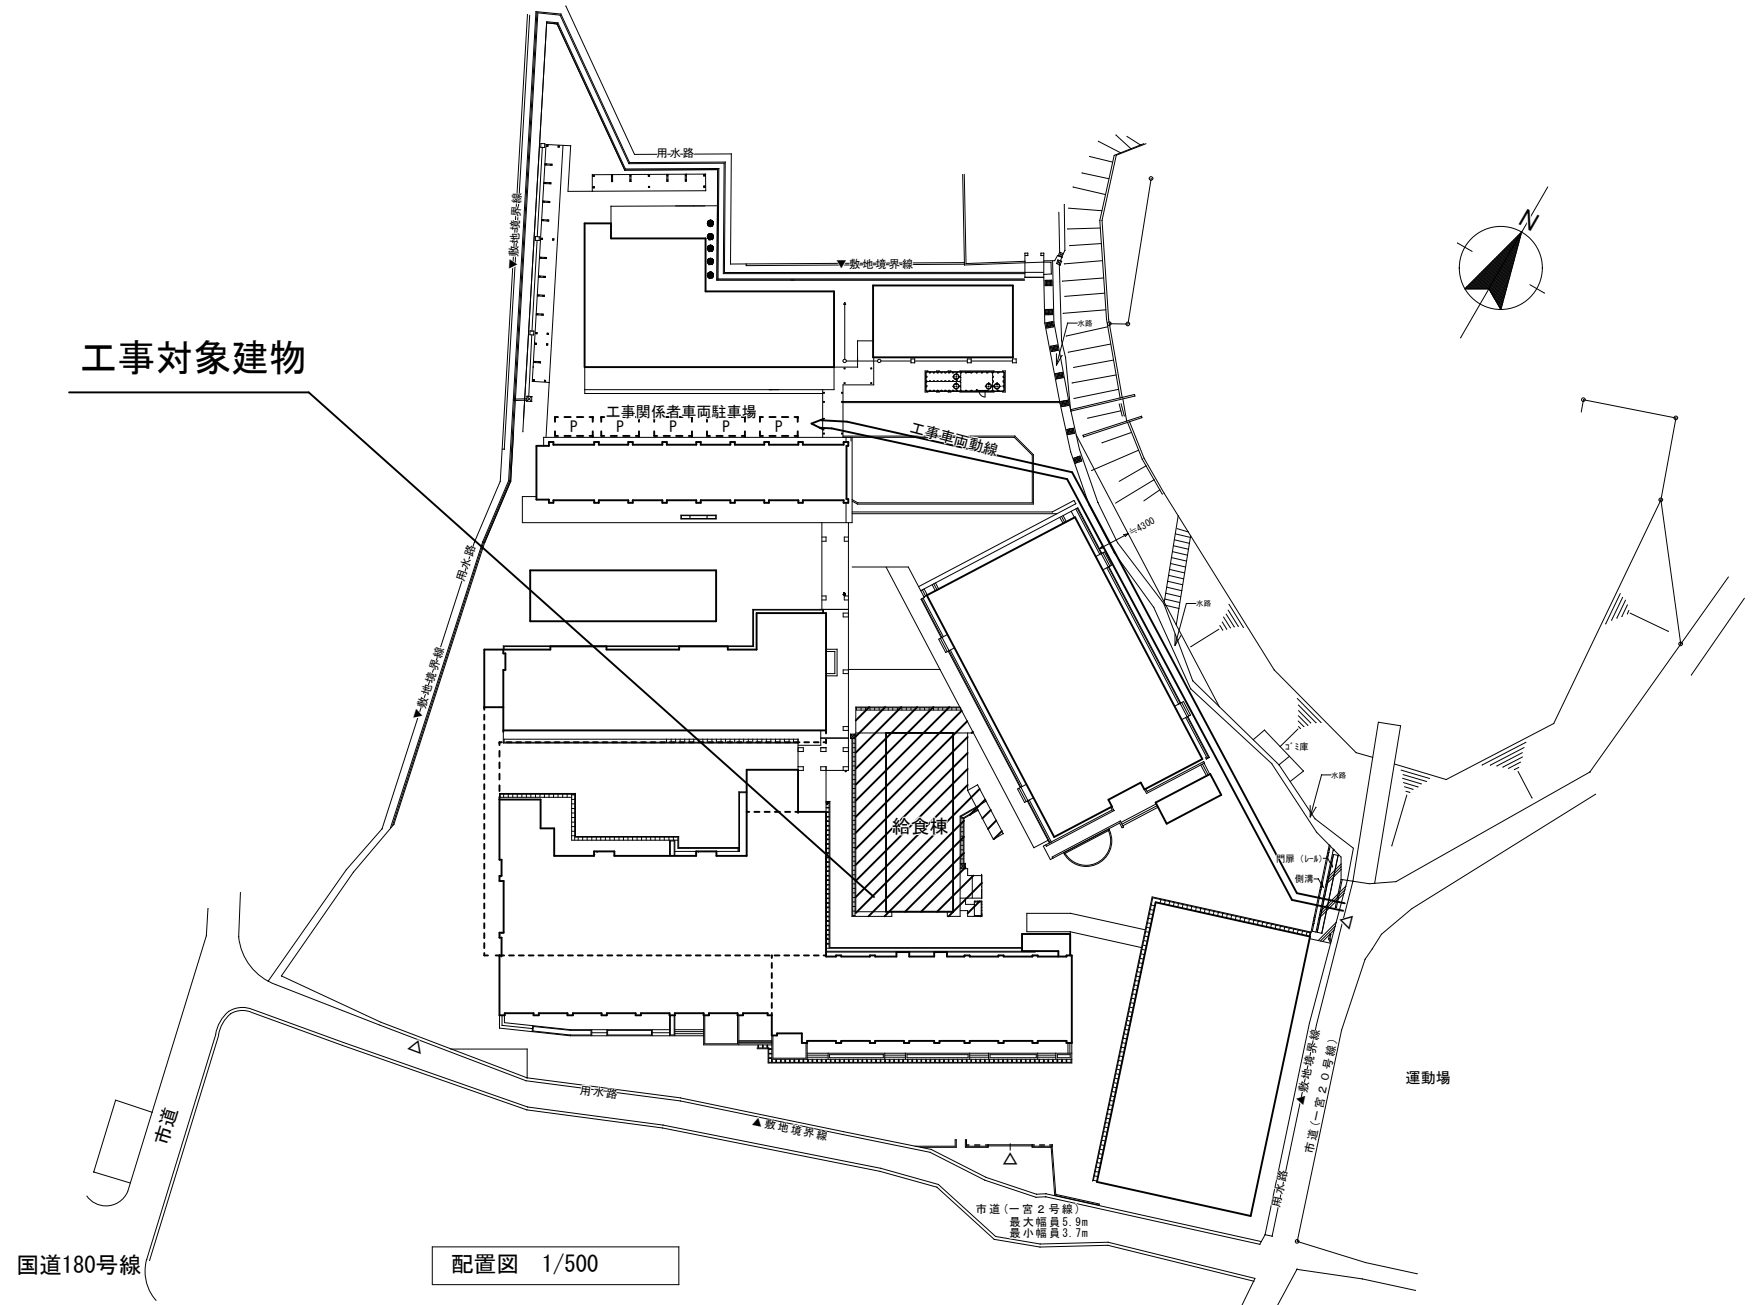 用水路
敷地境界線
N
敷地境界線
水路
工事対象建物
工事関係者車両駐車場
P
P
P
P
P
工事車両動線
≒4300
用水路
水路
敷地境界線
ゴミ庫
水路
給食棟
門扉 (レール)
側溝
敷地境界線
市道(一宮20号線)
運動場
用水路
敷地境界線
市道
用水路
市道(一宮２号線)
最大幅員5.9m
最小幅員3.7m
国道180号線
配置図 1/500